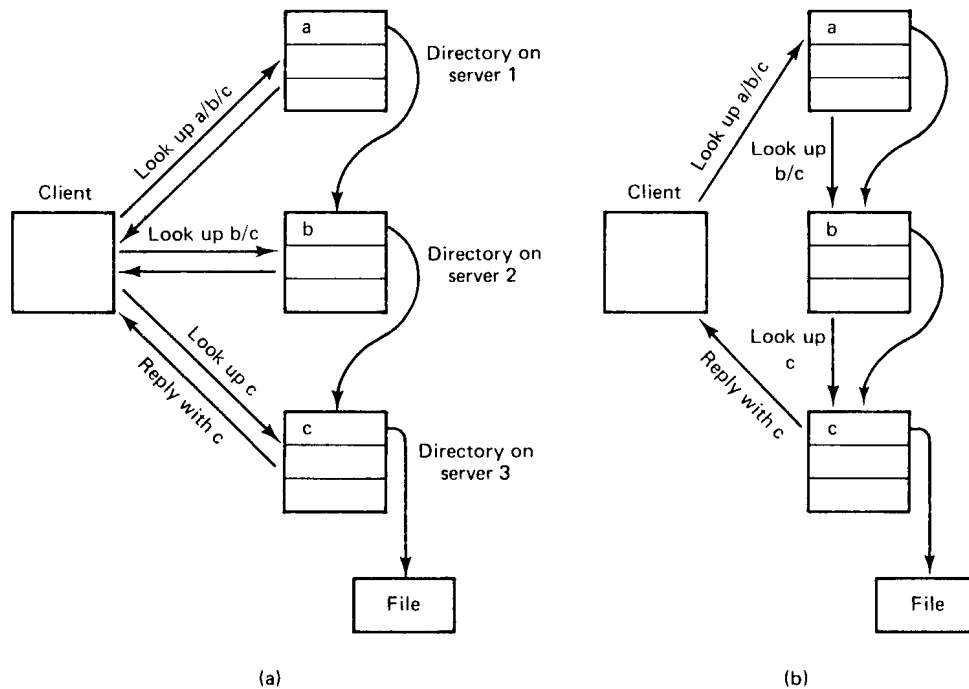 a
Directory on
server 1
Look up a/b/c
Client
Look up b/c
b
Directory on
server 2
Look up c
Reply with c
c
Directory on
server 3
File
(a)
a
Look up a/b/c
Look up
b/c
Client
b
Look up
c
Reply with c
c
File
(b)